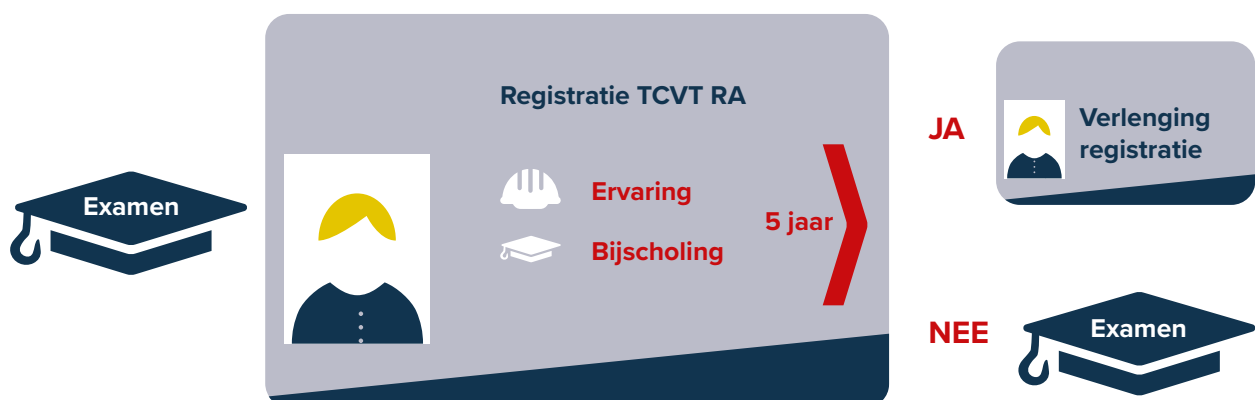 Examen
Registratie TCVT RA
Ervaring
Bijscholing
5 jaar
JA
Verlenging
registratie
NEE
Examen